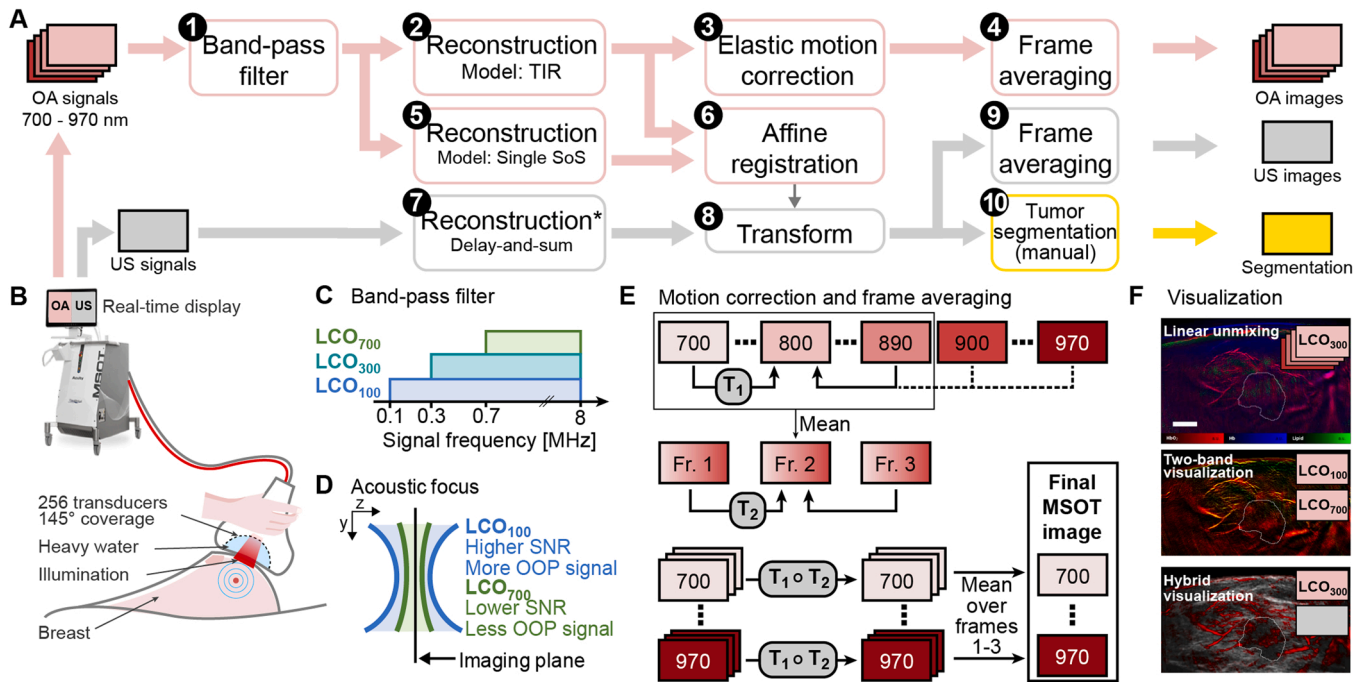 A
1
Band-pass
filter
2
Reconstruction
Model: TIR
3
Elastic motion
correction
4
Frame
averaging
OA signals
700 - 970 nm
OA images
5
Reconstruction
Model: Single SoS
6
Affine
registration
9
Frame
averaging
US images
7
Reconstruction*
Delay-and-sum
8
Transform
10
Tumor
segmentation
(manual)
US signals
Segmentation
B
OA US
Real-time display
MSOT
256 transducers
145° coverage
Heavy water
Illumination
Breast
C Band-pass filter
LCO700
LCO300
LCO100
0.1 0.3 0.7 // 8
Signal frequency [MHz]
D Acoustic focus
z
y
LCO100
Higher SNR
More OOP signal
LCO700
Lower SNR
Less OOP signal
Imaging plane
E Motion correction and frame averaging
700 800 890 900 970
T1
Mean
Fr. 1 Fr. 2 Fr. 3
T2
700 T1 ∘ T2 700
Mean
over
frames
1-3
970 T1 ∘ T2 970
Final
MSOT
image
700
970
F Visualization
Linear unmixing
LCO300
HbO2 Hb Lipid
Two-band
visualization
LCO100
LCO700
Hybrid
visualization
LCO300